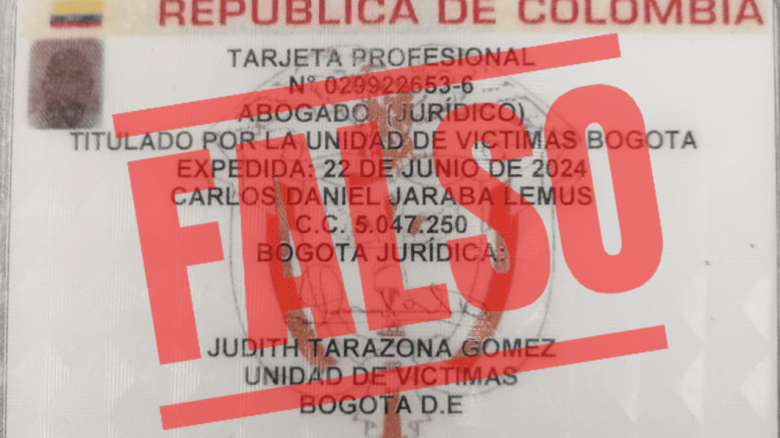 REPÚBLICA DE COLOMBIA
TARJETA PROFESIONAL
N° 029922653-6
ABOGADO (JURÍDICO)
TITULADO POR LA UNIDAD DE VICTIMAS BOGOTA
EXPEDIDA: 22 DE JUNIO DE 2024
CARLOS DANIEL JARABA LEMUS
C.C. 5.047.250
BOGOTA JURÍDICA:
FALSO
JUDITH TARAZONA GOMEZ
UNIDAD DE VICTIMAS
BOGOTA D.E